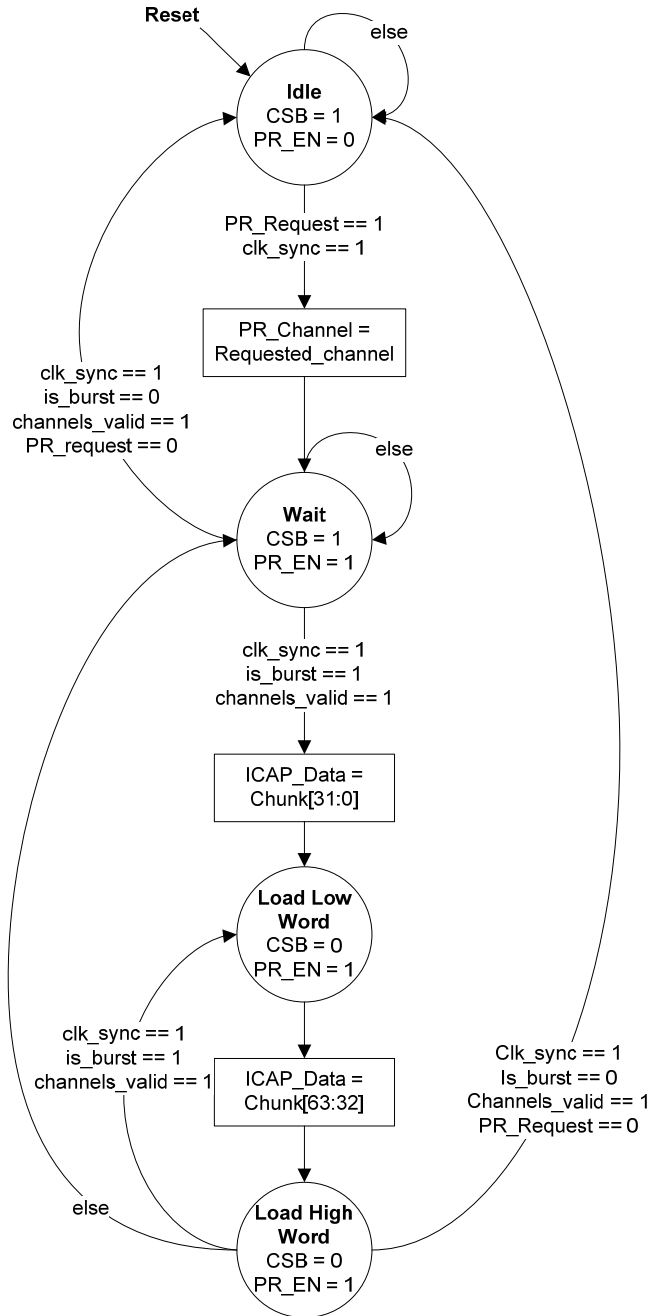 Reset
else
Idle
CSB = 1
PR_EN = 0
PR_Request == 1
clk_sync == 1
PR_Channel =
Requested_channel
clk_sync == 1
is_burst == 0
channels_valid == 1
PR_request == 0
else
Wait
CSB = 1
PR_EN = 1
clk_sync == 1
is_burst == 1
channels_valid == 1
ICAP_Data =
Chunk[31:0]
Load Low
Word
CSB = 0
PR_EN = 1
clk_sync == 1
is_burst == 1
channels_valid == 1
ICAP_Data =
Chunk[63:32]
Clk_sync == 1
Is_burst == 0
Channels_valid == 1
PR_Request == 0
else
Load High
Word
CSB = 0
PR_EN = 1